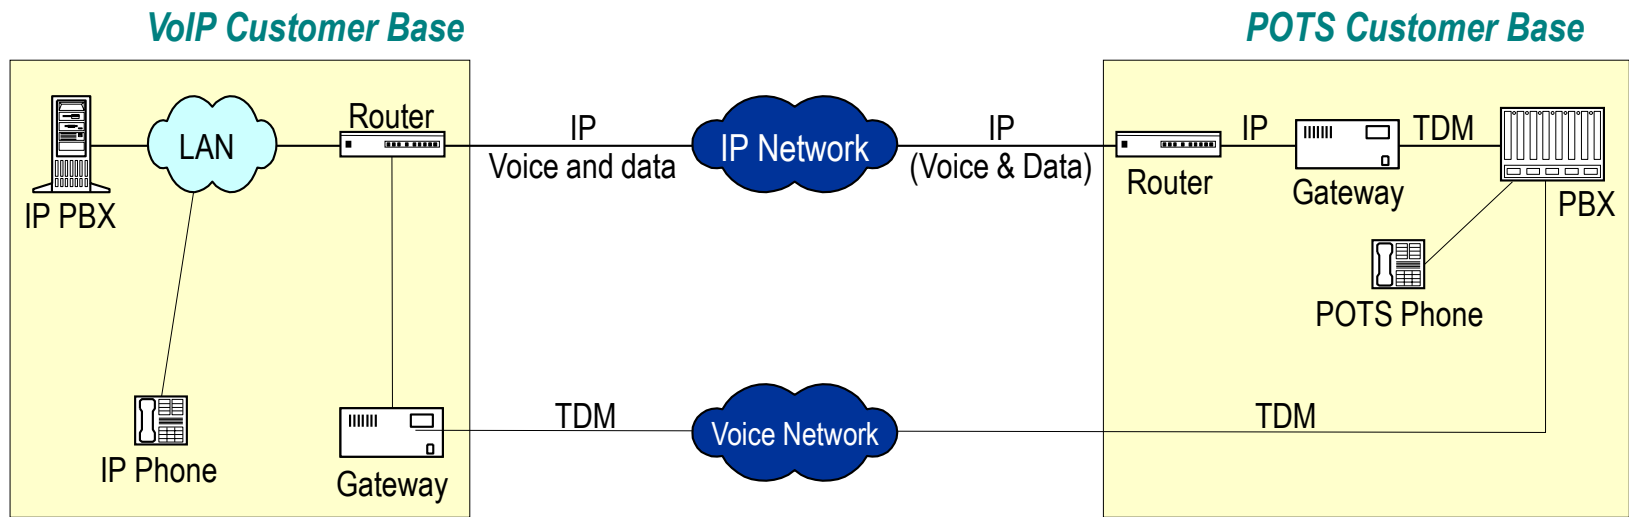 VoIP Customer Base
POTS Customer Base
Router
IP
IP
IP
TDM
LAN
IP Network
Voice and data
(Voice & Data)
Router
Gateway
PBX
IP PBX
POTS Phone
TDM
TDM
Voice Network
IP Phone
Gateway